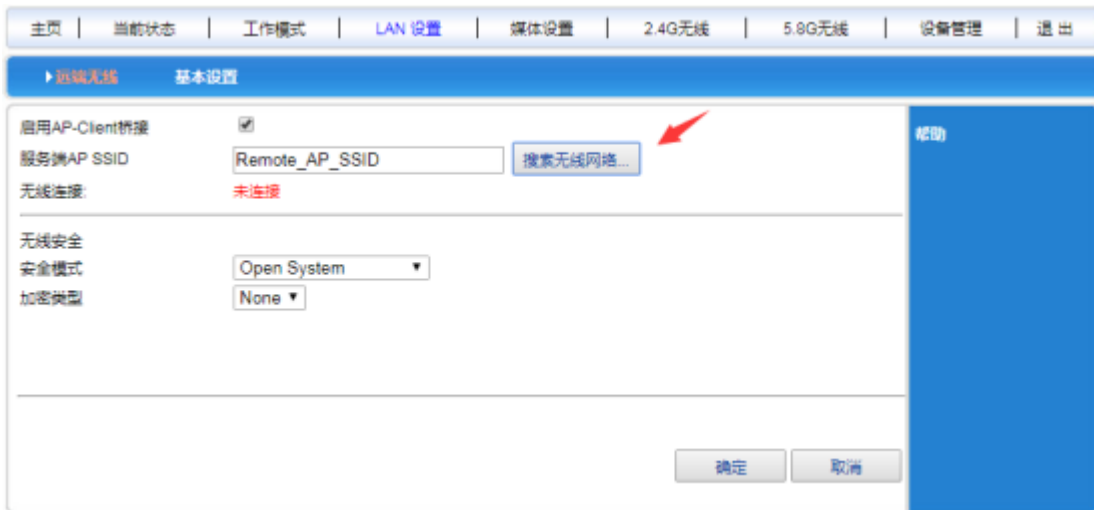 主页 | 当前状态 | 工作模式 | LAN 设置 | 媒体设置 | 2.4G无线 | 5.8G无线 | 设备管理 | 退 出
远端无线 基本设置
启用AP-Client桥接
帮助
服务端AP SSID Remote_AP_SSID 搜索无线网络...
无线连接: 未连接
无线安全
安全模式 Open System
加密类型 None
确定 取消